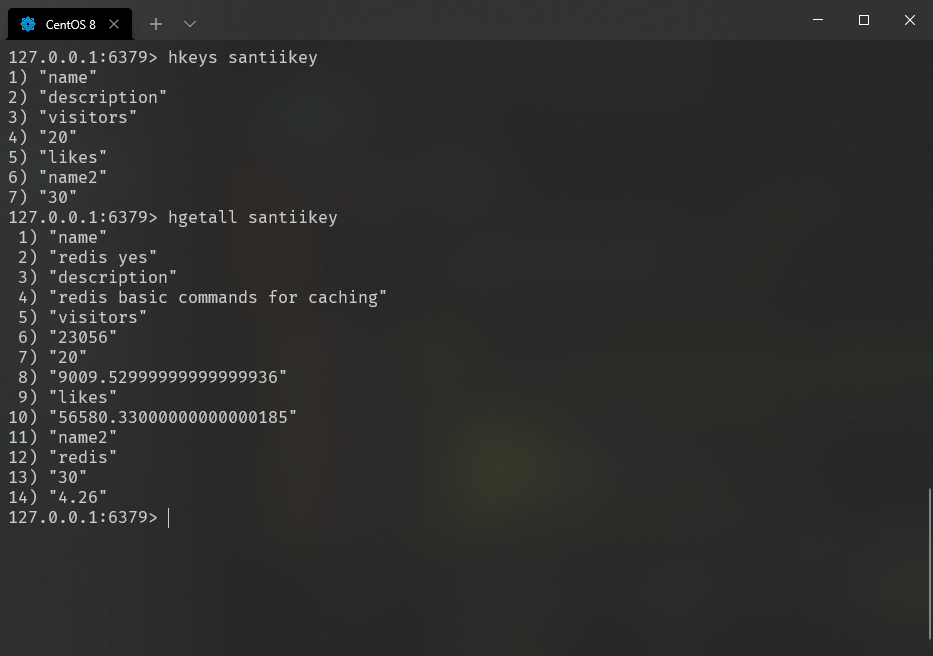 CentOS 8
127.0.0.1:6379> hkeys santiikey
1) "name"
2) "description"
3) "visitors"
4) "20"
5) "likes"
6) "name2"
7) "30"
127.0.0.1:6379> hgetall santiikey
 1) "name"
 2) "redis yes"
 3) "description"
 4) "redis basic commands for caching"
 5) "visitors"
 6) "23056"
 7) "20"
 8) "9009.52999999999999936"
 9) "likes"
10) "56580.33000000000000185"
11) "name2"
12) "redis"
13) "30"
14) "4.26"
127.0.0.1:6379>